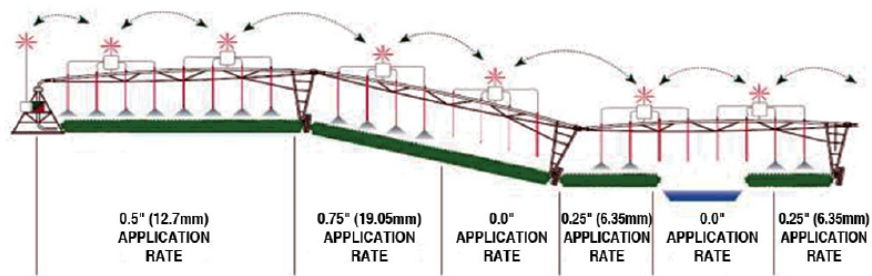 0.5" (12.7mm)
APPLICATION
RATE
0.75" (19.05mm)
APPLICATION
RATE
0.0"
APPLICATION
RATE
0.25" (6.35mm)
APPLICATION
RATE
0.0"
APPLICATION
RATE
0.25" (6.35mm)
APPLICATION
RATE